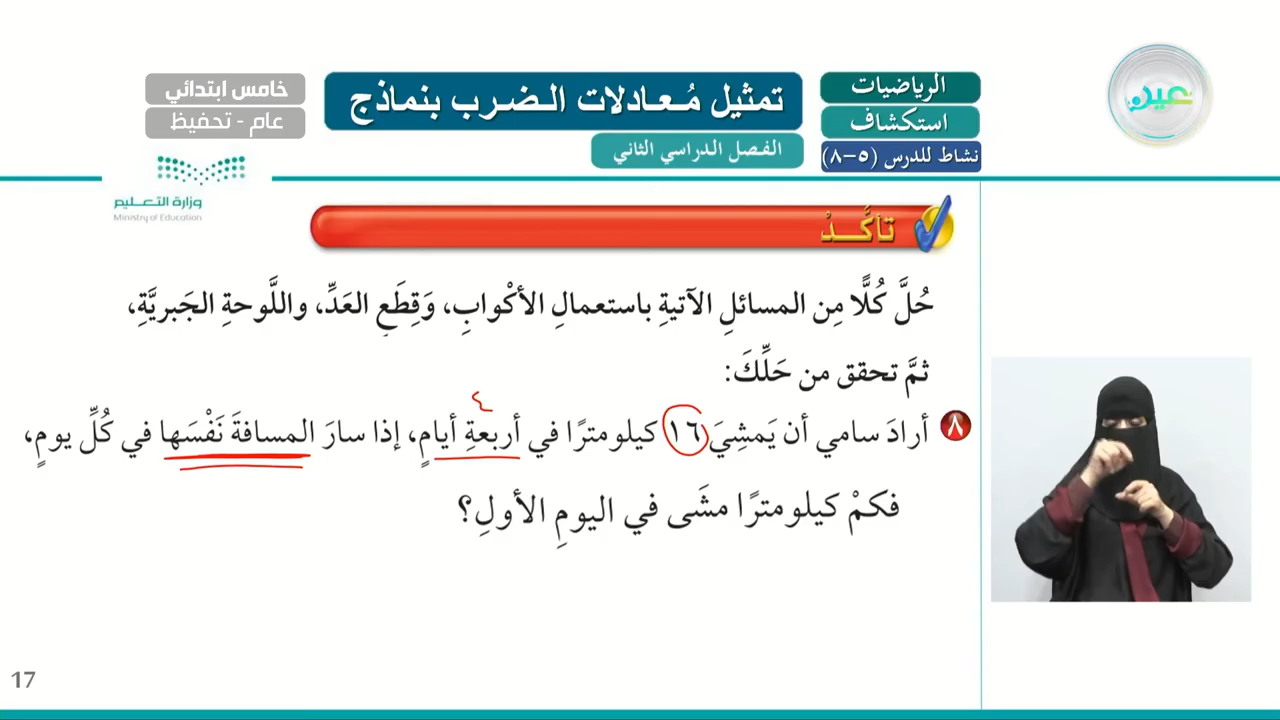 خامس ابتدائي
عام - تحفيظ
تمثيل مُعادلات الضرب بنماذج
الفصل الدراسي الثاني
الرياضيات
استكشاف
نشاط للدرس (٥-٨)
عين
وزارة التعليم
Ministry of Education
تأكَّدْ
حُلَّ كُلًّا مِن المسائلِ الآتيةِ باستعمالِ الأكْوابِ، وَقِطَعِ العَدِّ، واللَّوحةِ الجَبريَّةِ،
ثمَّ تحقق من حَلِّكَ:
٤
٨ أرادَ سامي أن يَمشِيَ ١٦ كيلومترًا في أربعةِ أيامٍ، إذا سارَ المسافةَ نَفْسَها في كُلِّ يومٍ،
فكمْ كيلومترًا مشَى في اليومِ الأولِ؟
17